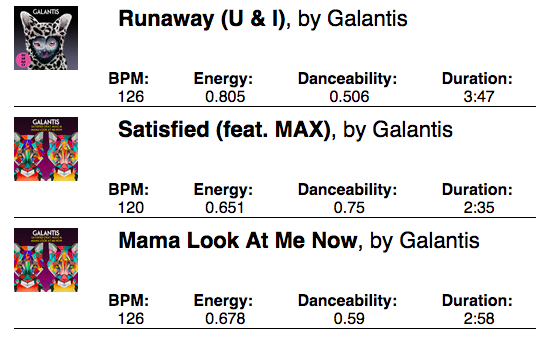 GALANTIS
Runaway (U & I), by Galantis
BPM: Energy: Danceability: Duration:
126 0.805 0.506 3:47
GALANTIS
Satisfied (feat. MAX), by Galantis
BPM: Energy: Danceability: Duration:
120 0.651 0.75 2:35
GALANTIS
Mama Look At Me Now, by Galantis
BPM: Energy: Danceability: Duration:
126 0.678 0.59 2:58